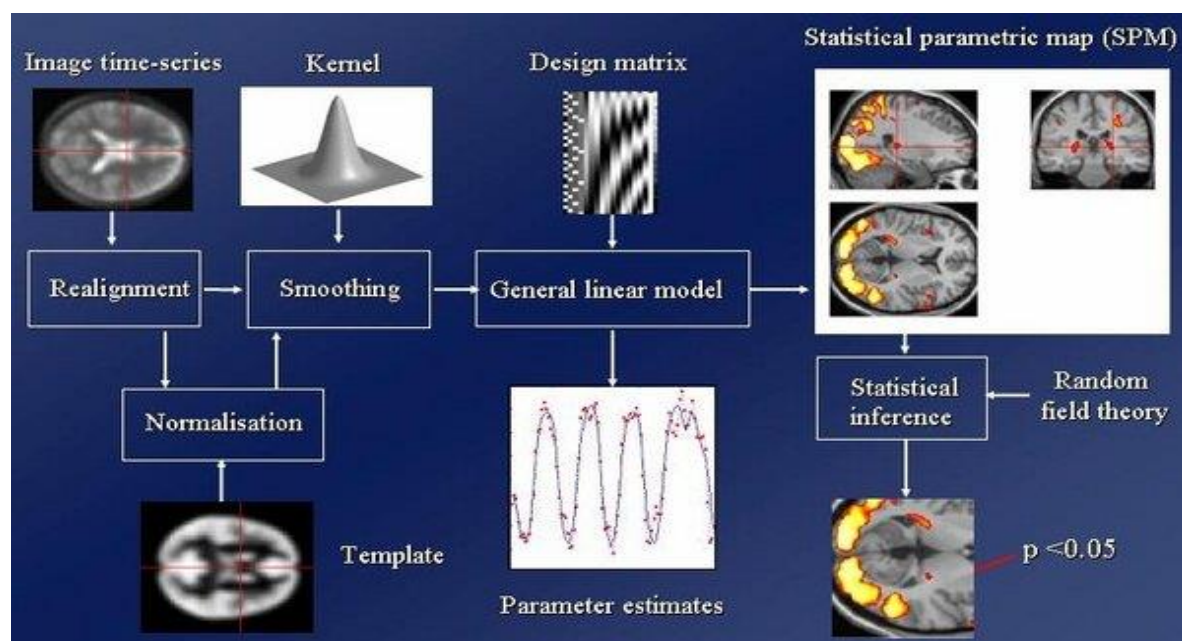 Image time-series
Kernel
Design matrix
Statistical parametric map (SPM)
Realignment
Smoothing
General linear model
Normalisation
Statistical
inference
Random
field theory
Template
Parameter estimates
p <0.05